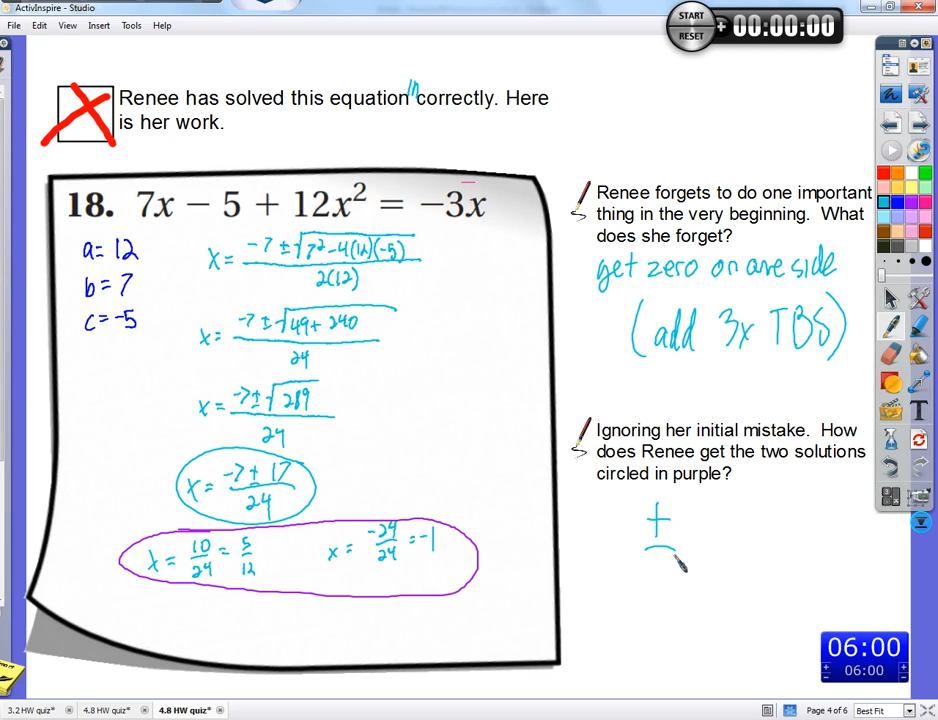 ActivInspire - Studio
File Edit View Insert Tools Help
START
RESET
00:00:00
Renee has solved this equation incorrectly. Here
is her work.
18. 7x − 5 + 12x² = −3x
a = 12
b = 7
c = -5
x = -7 ± √7² - 4(12)(-5)
2(12)
x = -7 ± √49 + 240
24
x = -7 ± √289
24
x = -7 ± 17
24
x = 10/24 = 5/12 x = -24/24 = -1
Renee forgets to do one important
thing in the very beginning. What
does she forget?
get zero on one side
(add 3x TBS)
Ignoring her initial mistake. How
does Renee get the two solutions
circled in purple?
±
06:00
06:00
3.2 HW quiz* 4.8 HW quiz* 4.8 HW quiz* Page 4 of 6 Best Fit